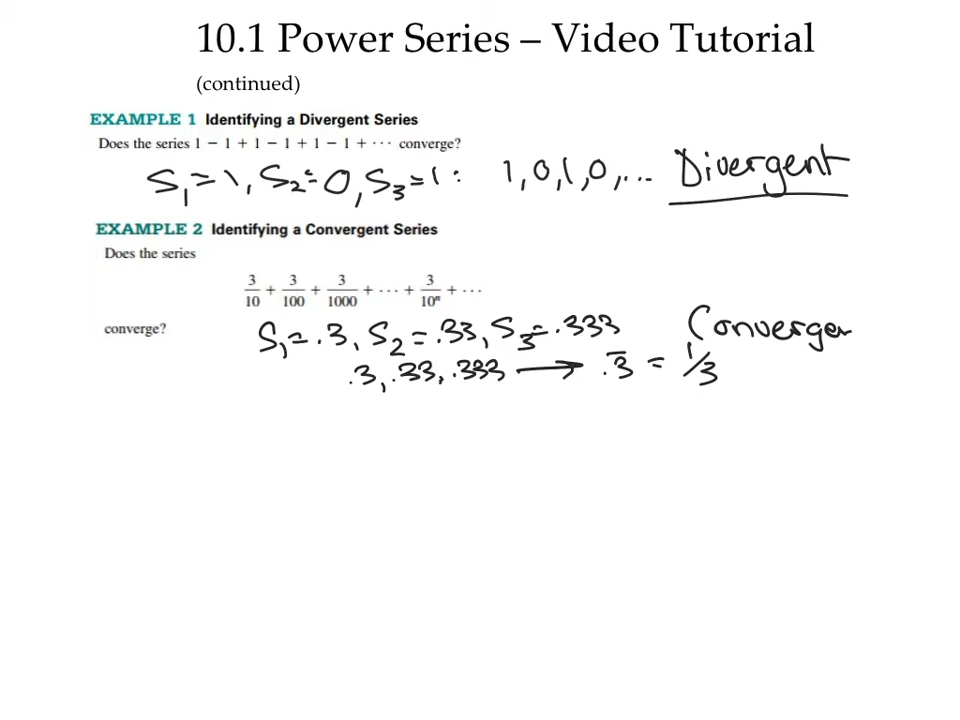 10.1 Power Series – Video Tutorial
(continued)
EXAMPLE 1 Identifying a Divergent Series
Does the series 1 − 1 + 1 − 1 + 1 − 1 + ⋯ converge?
S₁ = 1, S₂ = 0, S₃ = 1 : 1, 0, 1, 0, ... Divergent
EXAMPLE 2 Identifying a Convergent Series
Does the series
3/10 + 3/100 + 3/1000 + ⋯ + 3/10ⁿ + ⋯
converge?
S₁ = .3, S₂ = .33, S₃ = .333 Convergen
.3, .33, .333 → .3̅ = 1/3